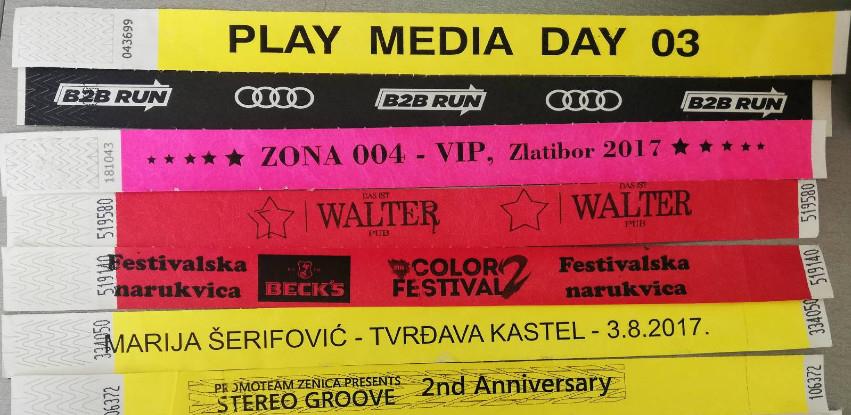 043699 PLAY MEDIA DAY 03
B2B RUN B2B RUN B2B RUN
181043 ZONA 004 - VIP, Zlatibor 2017
519580 DAS IST WALTER PUB DAS IST WALTER PUB 519580
519140 Festivalska narukvica BECK'S COLOR FESTIVAL 2 Festivalska narukvica 519140
334050 MARIJA ŠERIFOVIĆ - TVRĐAVA KASTEL - 3.8.2017. 334050
106372 PROMOTEAM ZENICA PRESENTS 2nd Anniversary 106372
STEREO GROOVE